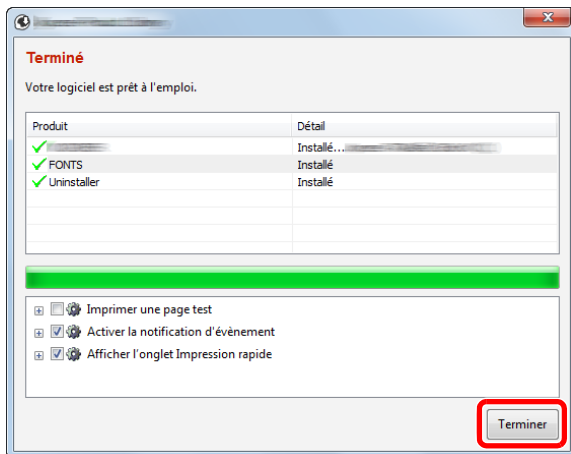 Terminé
Votre logiciel est prêt à l'emploi.
Produit Détail
Installé...
FONTS Installé
Uninstaller Installé
Imprimer une page test
Activer la notification d'évènement
Afficher l'onglet Impression rapide
Terminer